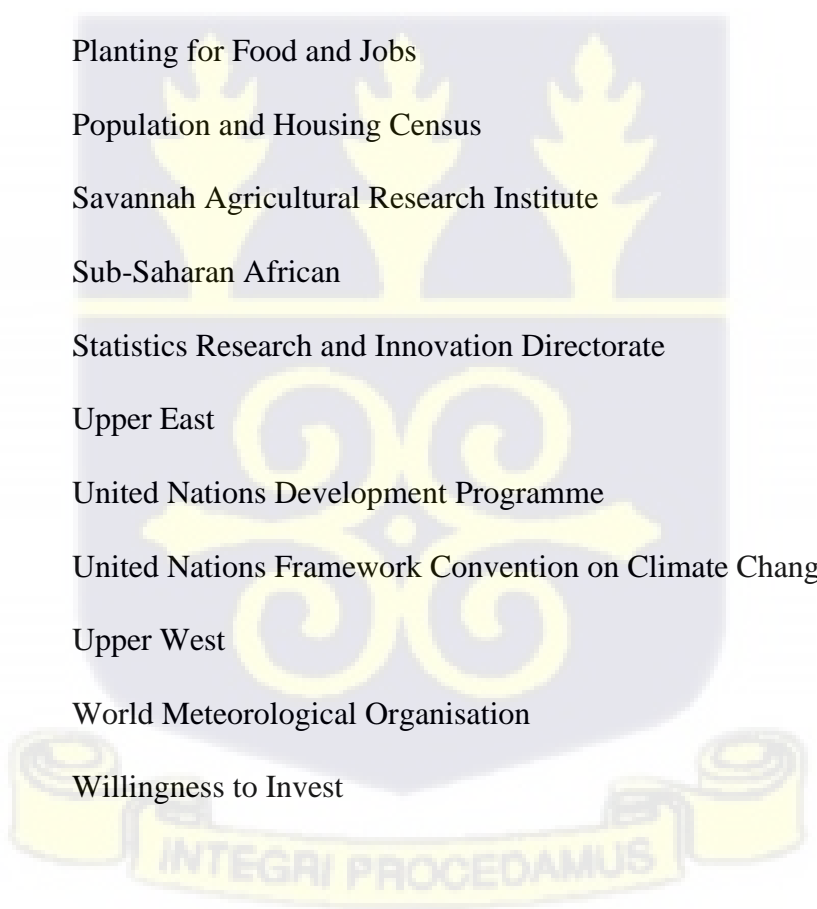 Planting for Food and Jobs
Population and Housing Census
Savannah Agricultural Research Institute
Sub-Saharan African
Statistics Research and Innovation Directorate
Upper East
United Nations Development Programme
United Nations Framework Convention on Climate Chang
Upper West
World Meteorological Organisation
Willingness to Invest
INTEGRI PROCEDAMUS